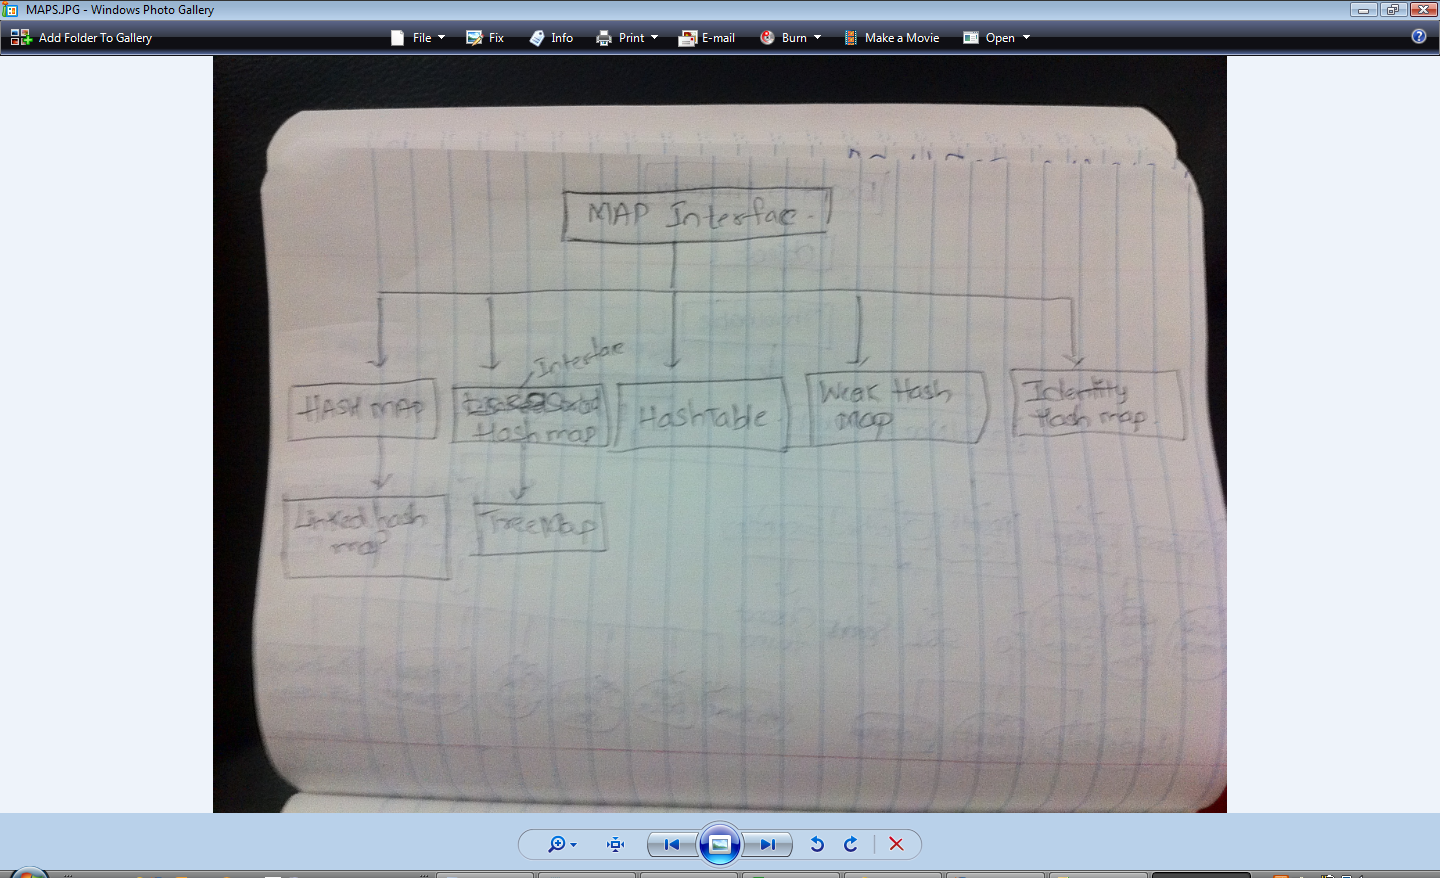 MAPS.JPG - Windows Photo Gallery
Add Folder To Gallery
File
Fix
Info
Print
E-mail
Burn
Make a Movie
Open
MAP Interface.
Interface
HASH MAP
Sorted
Hash map
HashTable
Weak Hash
Map
Identity
Hash map.
Linked hash
map
TreeMap